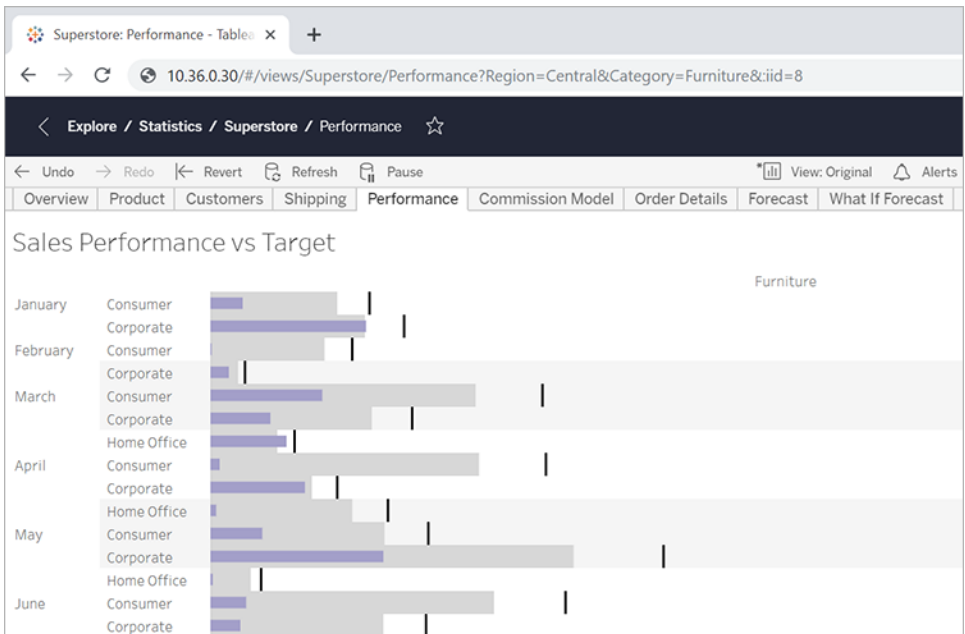 Superstore: Performance - Tablea
10.36.0.30/#/views/Superstore/Performance?Region=Central&Category=Furniture&:iid=8
Explore / Statistics / Superstore / Performance
Undo Redo Revert Refresh Pause View: Original Alerts
Overview Product Customers Shipping Performance Commission Model Order Details Forecast What If Forecast
Sales Performance vs Target
Furniture
January Consumer
Corporate
February Consumer
Corporate
March Consumer
Corporate
Home Office
April Consumer
Corporate
Home Office
May Consumer
Corporate
Home Office
June Consumer
Corporate